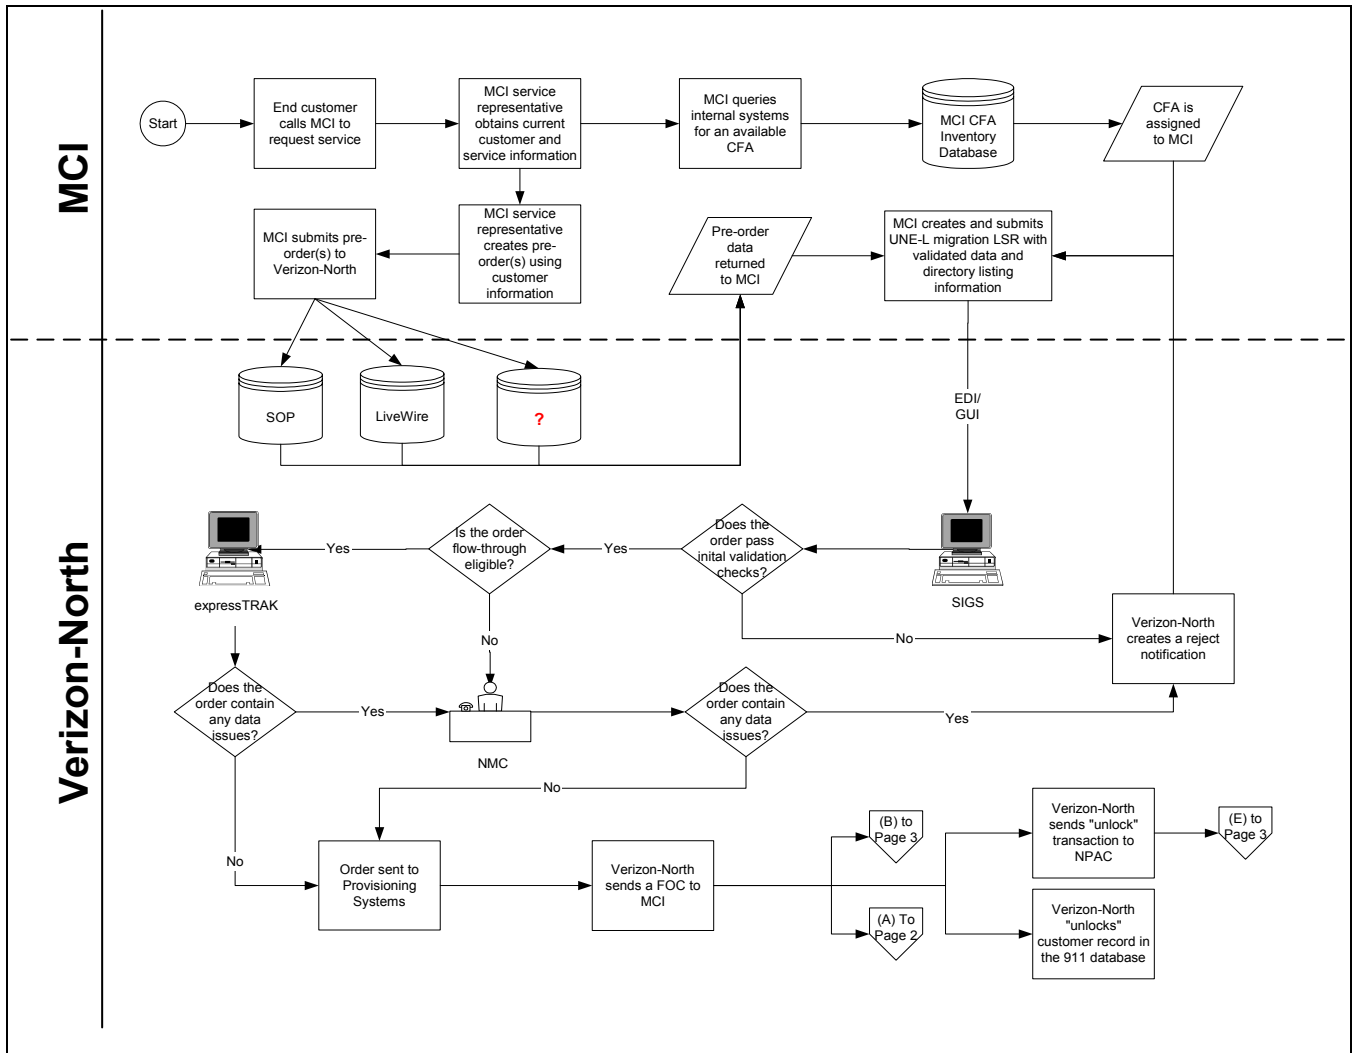 MCI
Start
End customer
calls MCI to
request service
MCI service
representative
obtains current
customer and
service information
MCI queries
internal systems
for an available
CFA
MCI CFA
Inventory
Database
CFA is
assigned
to MCI
MCI submits pre-
order(s) to
Verizon-North
MCI service
representative
creates pre-
order(s) using
customer
information
Pre-order
data
returned
to MCI
MCI creates and submits
UNE-L migration LSR with
validated data and
directory listing
information
Verizon-North
SOP
LiveWire
?
EDI/
GUI
expressTRAK
Yes
Is the order
flow-through
eligible?
Yes
Does the
order pass
inital validation
checks?
SIGS
No
No
Verizon-North
creates a reject
notification
Does the
order contain
any data
issues?
Yes
NMC
Does the
order contain
any data
issues?
Yes
No
No
Order sent to
Provisioning
Systems
Verizon-North
sends a FOC to
MCI
(B) to
Page 3
(A) To
Page 2
Verizon-North
sends "unlock"
transaction to
NPAC
(E) to
Page 3
Verizon-North
"unlocks"
customer record in
the 911 database